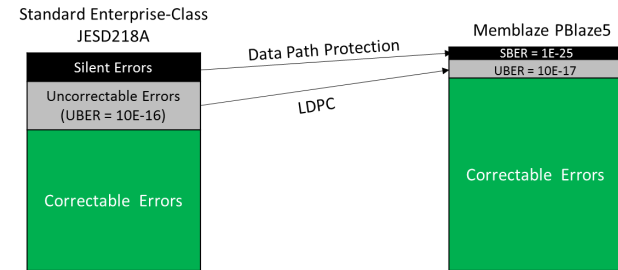 Standard Enterprise-Class
JESD218A
Silent Errors
Uncorrectable Errors
(UBER = 10E-16)
Correctable Errors
Data Path Protection
LDPC
Memblaze PBlaze5
SBER = 1E-25
UBER = 10E-17
Correctable Errors